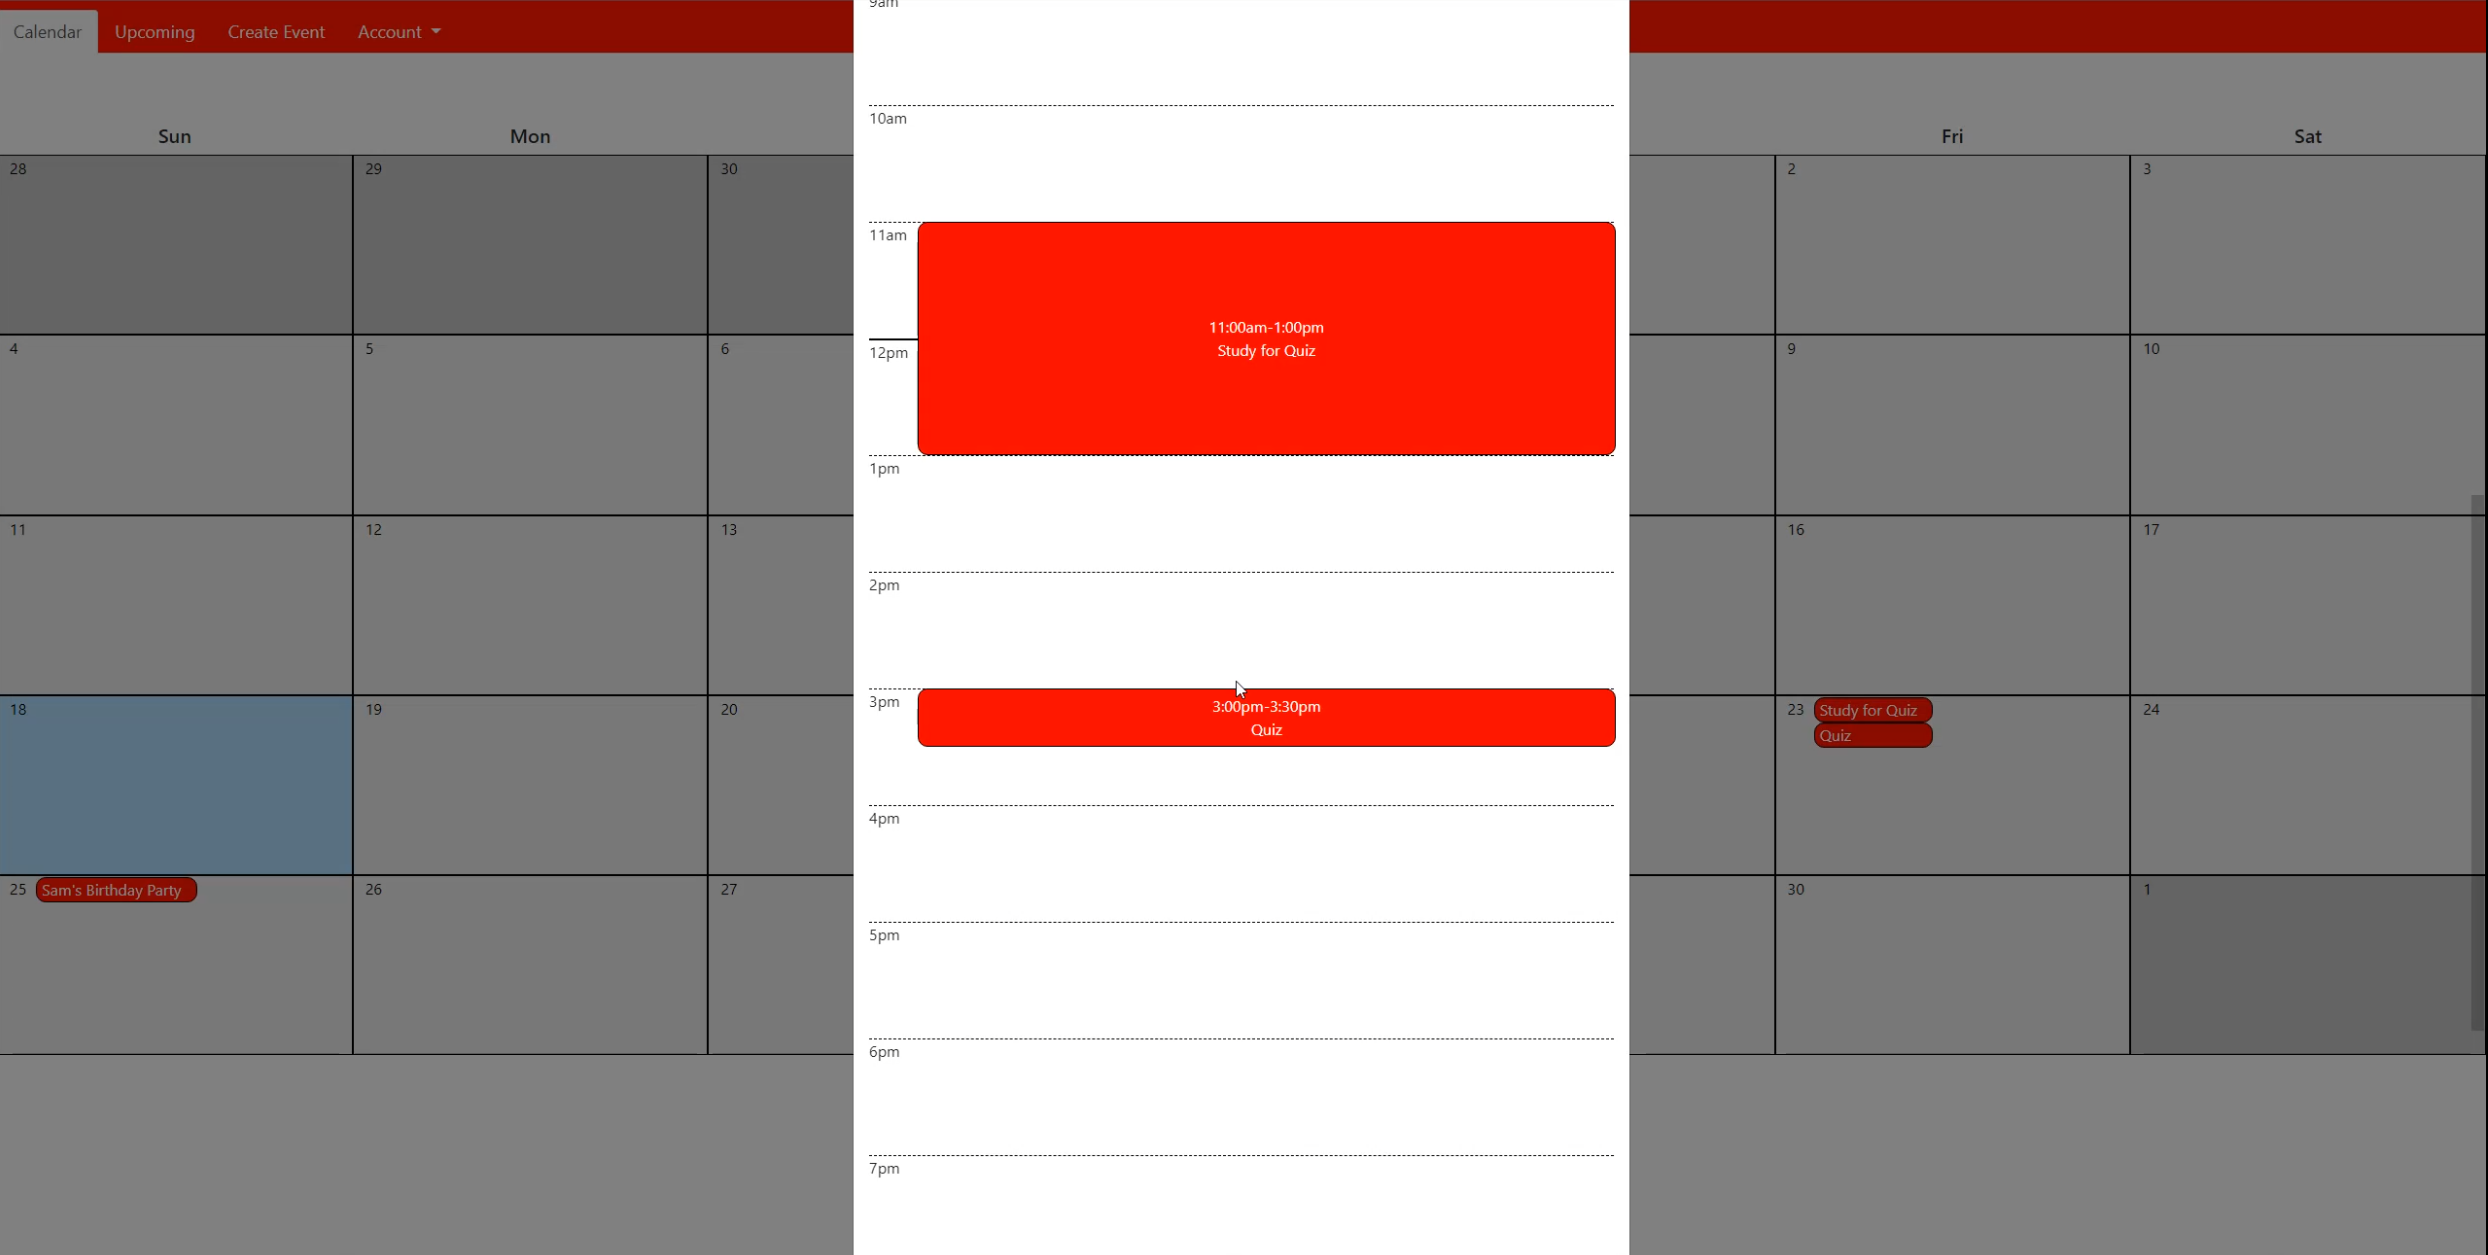 Calendar Upcoming Create Event Account
Sun Mon Fri Sat
28 29 30 2 3
4 5 6 9 10
11 12 13 16 17
18 19 20 23 Study for Quiz 24
Quiz
25 Sam's Birthday Party 26 27 30 1
9am
10am
11am
11:00am-1:00pm
Study for Quiz
12pm
1pm
2pm
3pm
3:00pm-3:30pm
Quiz
4pm
5pm
6pm
7pm